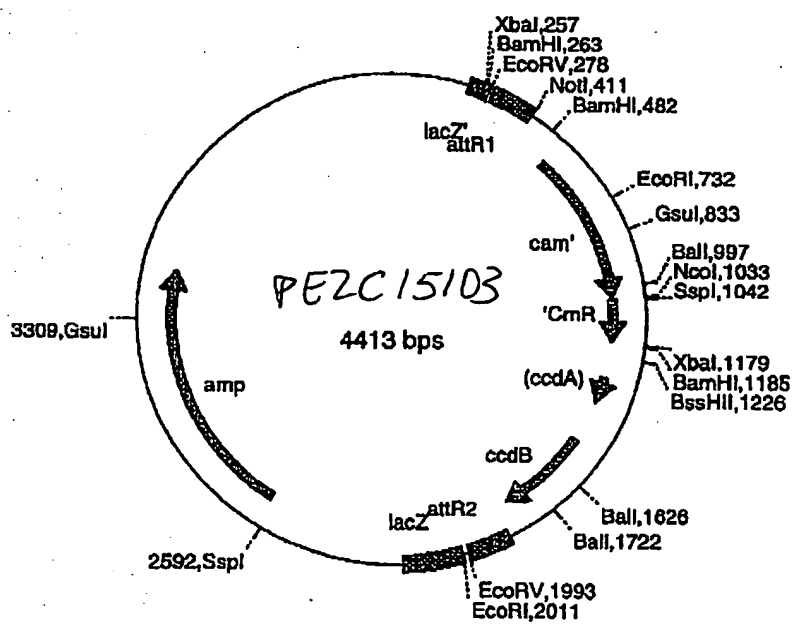 XbaI,257
BamHI,263
EcoRV,278
NotI,411
BamHI,482
lacZ'
attR1
EcoRI,732
GsuI,833
cam'
BalI,997
NcoI,1033
SspI,1042
pEZC15103
'CmR
3309,GsuI
4413 bps
XbaI,1179
BamHI,1185
BssHII,1226
(ccdA)
amp
ccdB
attR2
lacZ
BalI,1626
BalI,1722
2592,SspI
EcoRV,1993
EcoRI,2011